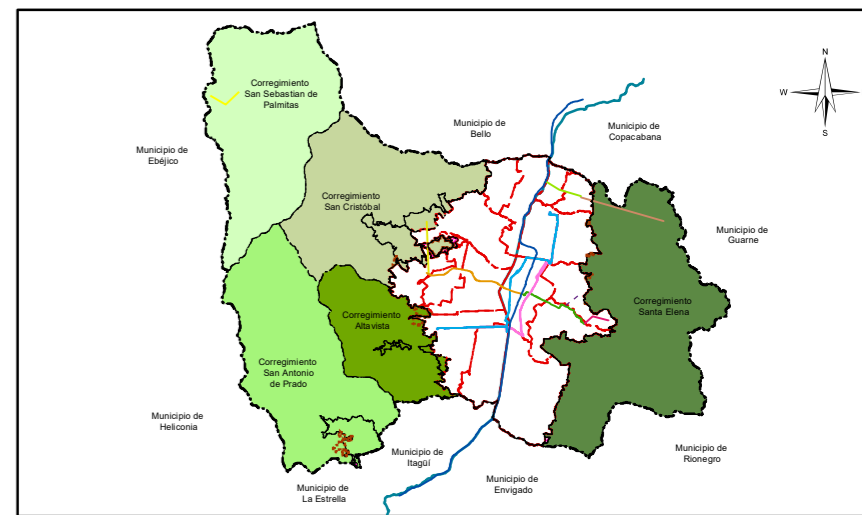 N
W
E
S
Corregimiento
San Sebastian de
Palmitas
Municipio de
Bello
Municipio de
Copacabana
Municipio de
Ebéjico
Corregimiento
San Cristóbal
Municipio de
Guarne
Corregimiento
Santa Elena
Corregimiento
Altavista
Corregimiento
San Antonio
de Prado
Municipio de
Heliconia
Municipio de
Itagüí
Municipio de
Rionegro
Municipio de
La Estrella
Municipio de
Envigado